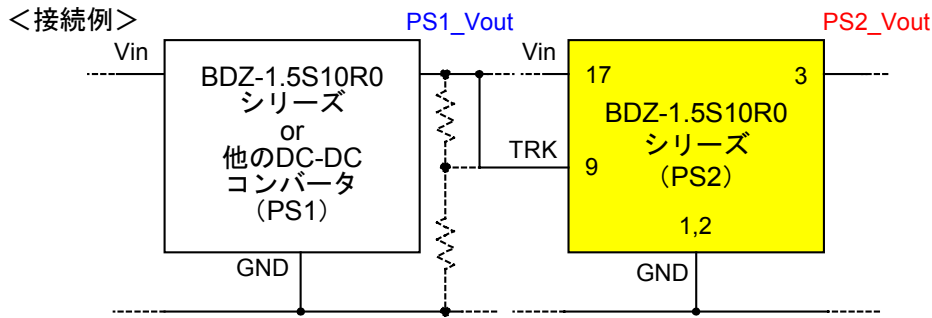 ＜接続例＞
PS1_Vout
PS2_Vout
Vin
BDZ-1.5S10R0
シリーズ
or
他のDC-DC
コンバータ
（PS1）
GND
Vin
TRK
17
3
9
BDZ-1.5S10R0
シリーズ
（PS2）
1,2
GND